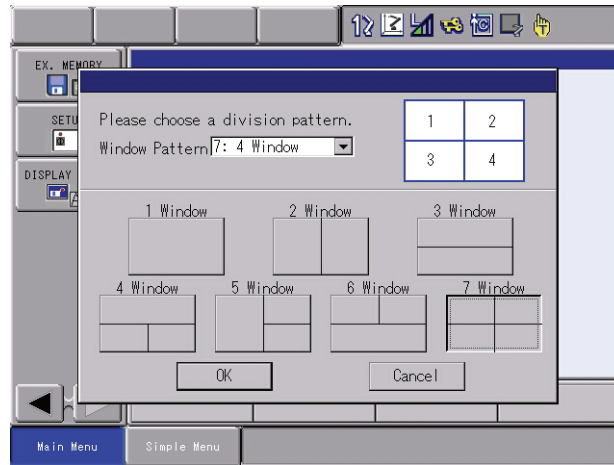 EX. MEMORY
SETU
DISPLAY
Please choose a division pattern.
Window Pattern 7: 4 Window
1 2
3 4
1 Window 2 Window 3 Window
4 Window 5 Window 6 Window 7 Window
OK Cancel
Main Menu Simple Menu